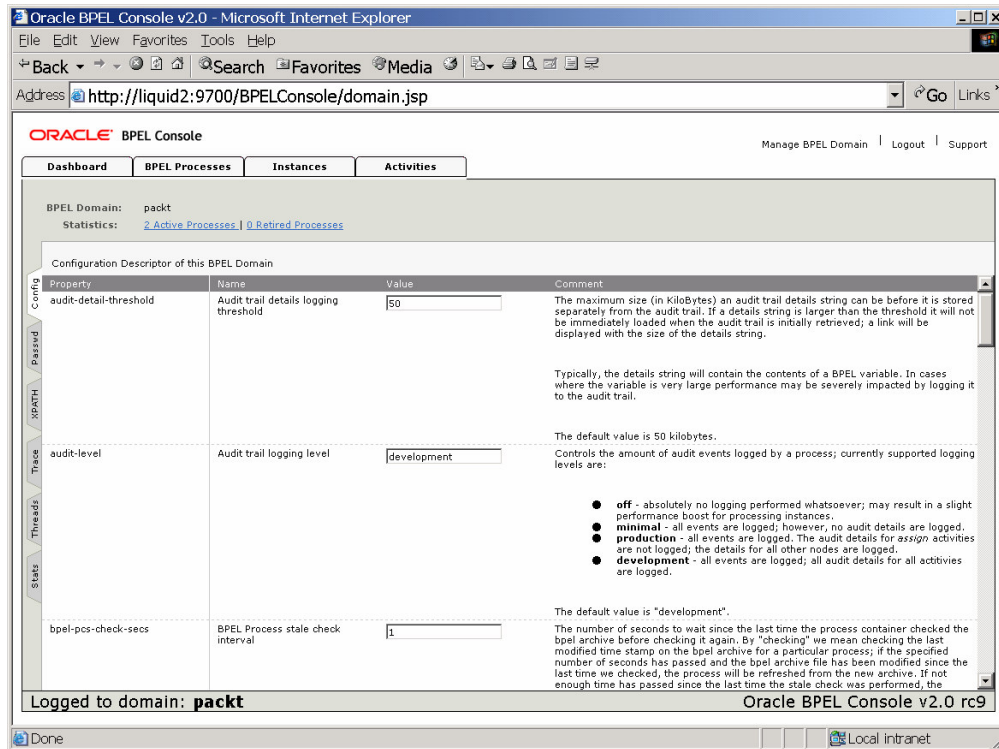 Oracle BPEL Console v2.0 - Microsoft Internet Explorer
File Edit View Favorites Tools Help
Back Search Favorites Media
Address http://liquid2:9700/BPELConsole/domain.jsp Go Links
ORACLE BPEL Console
Manage BPEL Domain | Logout | Support
Dashboard BPEL Processes Instances Activities
BPEL Domain: packt
Statistics: 2 Active Processes | 0 Retired Processes
Configuration Descriptor of this BPEL Domain
Config
Passwd
XPATH
Trace
Threads
Stats
Property Name Value Comment
audit-detail-threshold
Audit trail details logging
threshold
50
The maximum size (in KiloBytes) an audit trail details string can be before it is stored
separately from the audit trail. If a details string is larger than the threshold it will not
be immediately loaded when the audit trail is initially retrieved; a link will be
displayed with the size of the details string.
Typically, the details string will contain the contents of a BPEL variable. In cases
where the variable is very large performance may be severely impacted by logging it
to the audit trail.
The default value is 50 kilobytes.
audit-level
Audit trail logging level
development
Controls the amount of audit events logged by a process; currently supported logging
levels are:
● off - absolutely no logging performed whatsoever; may result in a slight
performance boost for processing instances.
● minimal - all events are logged; however, no audit details are logged.
● production - all events are logged. The audit details for assign activities
are not logged; the details for all other nodes are logged.
● development - all events are logged; all audit details for all actitivies
are logged.
The default value is "development".
bpel-pcs-check-secs
BPEL Process stale check
interval
1
The number of seconds to wait since the last time the process container checked the
bpel archive before checking it again. By "checking" we mean checking the last
modified time stamp on the bpel archive for a particular process; if the specified
number of seconds has passed and the bpel archive file has been modified since the
last time we checked, the process will be refreshed from the new archive. If not
enough time has passed since the last time the stale check was performed, the
Logged to domain: packt
Oracle BPEL Console v2.0 rc9
Done
Local intranet